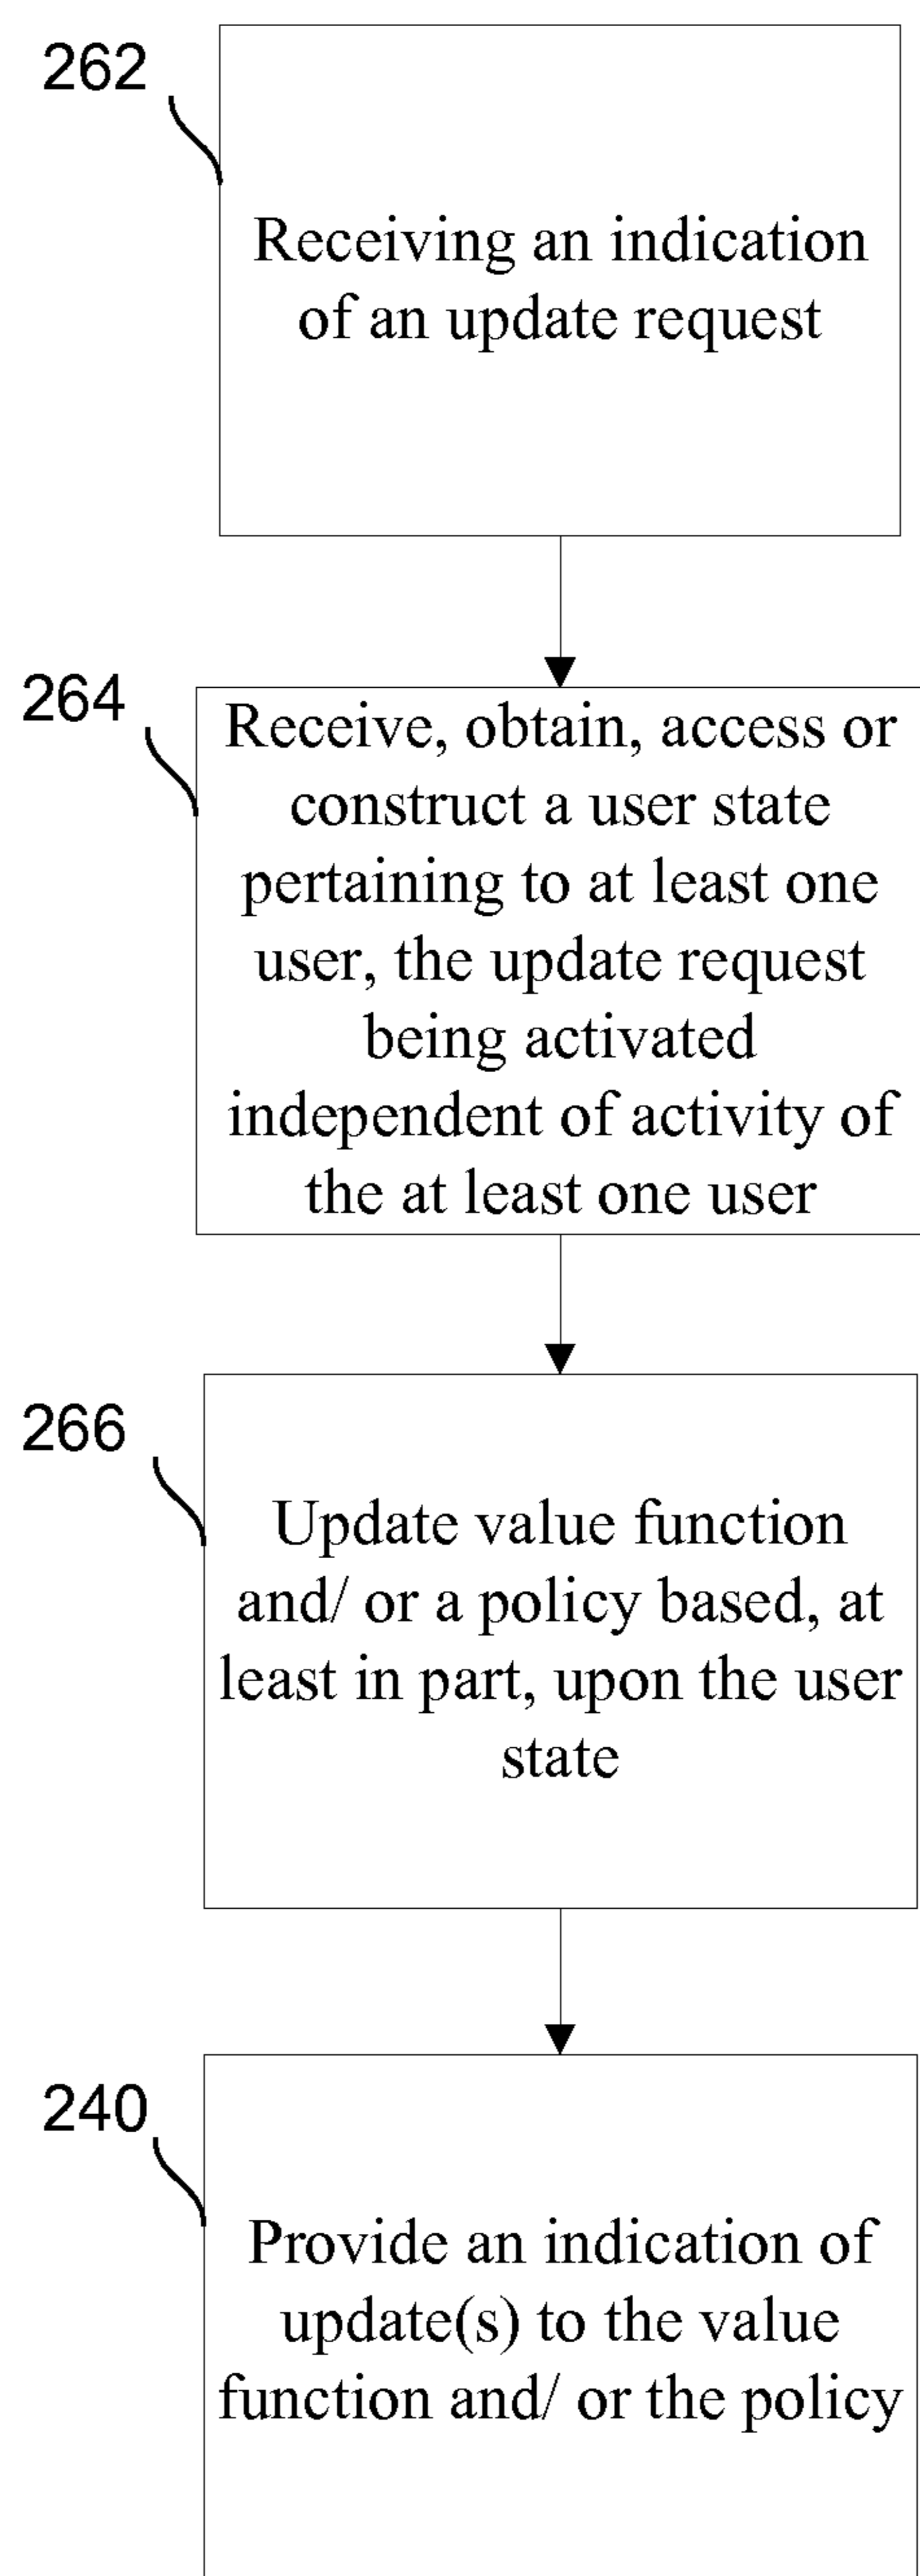 262
Receiving an indication
of an update request
264
Receive, obtain, access or
construct a user state
pertaining to at least one
user, the update request
being activated
independent of activity of
the at least one user
266
Update value function
and/ or a policy based, at
least in part, upon the user
state
240
Provide an indication of
update(s) to the value
function and/ or the policy